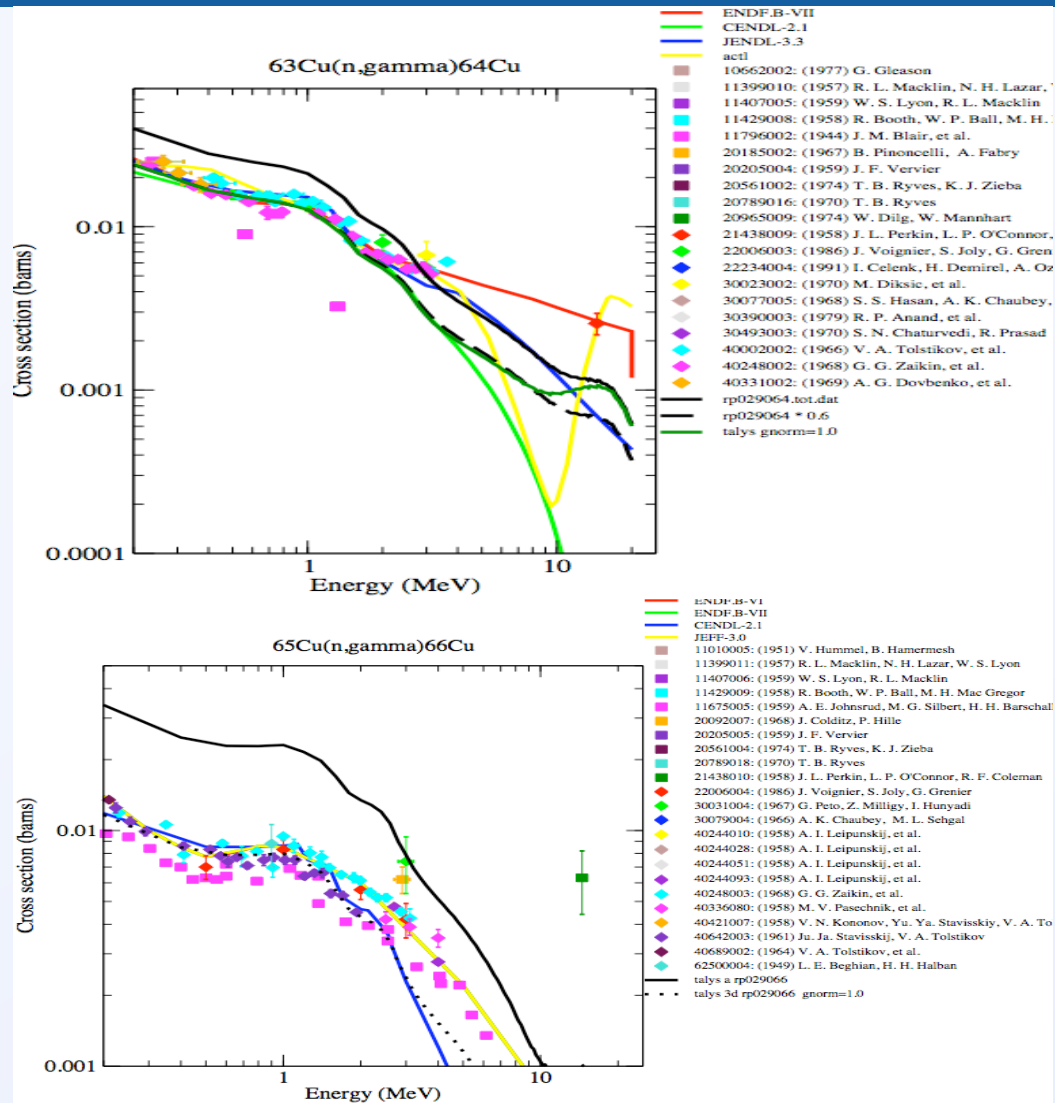 ENDF.B-VII
CENDL-2.1
JENDL-3.3
actl
63Cu(n,gamma)64Cu
10662002: (1977) G. Gleason
11399010: (1957) R. L. Macklin, N. H. Lazar,
11407005: (1959) W. S. Lyon, R. L. Macklin
11429008: (1958) R. Booth, W. P. Ball, M. H.
11796002: (1944) J. M. Blair, et al.
20185002: (1967) B. Pinoncelli, A. Fabry
20205004: (1959) J. F. Vervier
20561002: (1974) T. B. Ryves, K. J. Zieba
20789016: (1970) T. B. Ryves
20965009: (1974) W. Dilg, W. Mannhart
21438009: (1958) J. L. Perkin, L. P. O'Connor,
22006003: (1986) J. Voignier, S. Joly, G. Gren
22234004: (1991) I. Celenk, H. Demirel, A. Oz
30023002: (1970) M. Diksic, et al.
30077005: (1968) S. S. Hasan, A. K. Chaubey,
30390003: (1979) R. P. Anand, et al.
30493003: (1970) S. N. Chaturvedi, R. Prasad
40002002: (1966) V. A. Tolstikov, et al.
40248002: (1968) G. G. Zaikin, et al.
40331002: (1969) A. G. Dovbenko, et al.
rp029064.tot.dat
rp029064 * 0.6
talys gnorm=1.0
Cross section (barns)
0.01
0.001
0.0001
1
10
Energy (MeV)
ENDF.B-VI
ENDF.B-VII
CENDL-2.1
JEFF-3.0
65Cu(n,gamma)66Cu
11010005: (1951) V. Hummel, B. Hamermesh
11399011: (1957) R. L. Macklin, N. H. Lazar, W. S. Lyon
11407006: (1959) W. S. Lyon, R. L. Macklin
11429009: (1958) R. Booth, W. P. Ball, M. H. Mac Gregor
11675005: (1959) A. E. Johnsrud, M. G. Silbert, H. H. Barschall
20092007: (1968) J. Colditz, P. Hille
20205005: (1959) J. F. Vervier
20561004: (1974) T. B. Ryves, K. J. Zieba
20789018: (1970) T. B. Ryves
21438010: (1958) J. L. Perkin, L. P. O'Connor, R. F. Coleman
22006004: (1986) J. Voignier, S. Joly, G. Grenier
30031004: (1967) G. Peto, Z. Milligy, I. Hunyadi
30079004: (1966) A. K. Chaubey, M. L. Sehgal
40244010: (1958) A. I. Leipunskij, et al.
40244028: (1958) A. I. Leipunskij, et al.
40244051: (1958) A. I. Leipunskij, et al.
40244093: (1958) A. I. Leipunskij, et al.
40248003: (1968) G. G. Zaikin, et al.
40336080: (1958) M. V. Pasechnik, et al.
40421007: (1958) V. N. Kononov, Yu. Ya. Stavisskiy, V. A. To
40642003: (1961) Ju. Ja. Stavisskij, V. A. Tolstikov
40689002: (1964) V. A. Tolstikov, et al.
62500004: (1949) L. E. Beghian, H. H. Halban
talys a rp029066
talys 3d rp029066 gnorm=1.0
Cross section (barns)
0.01
0.001
1
10
Energy (MeV)